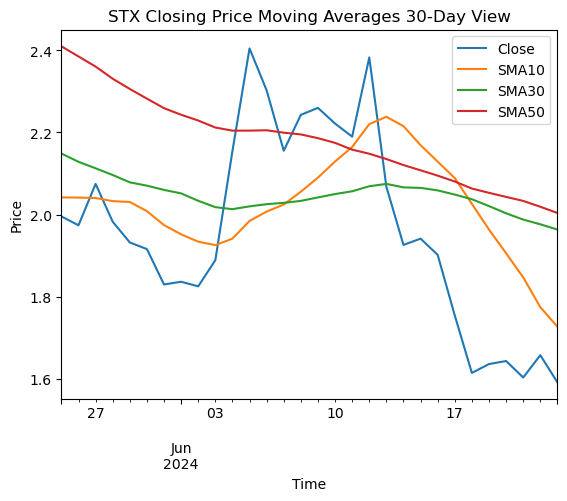 STX Closing Price Moving Averages 30-Day View
Close
SMA10
SMA30
SMA50
Price
2.4
2.2
2.0
1.8
1.6
27
03
10
17
Jun
2024
Time